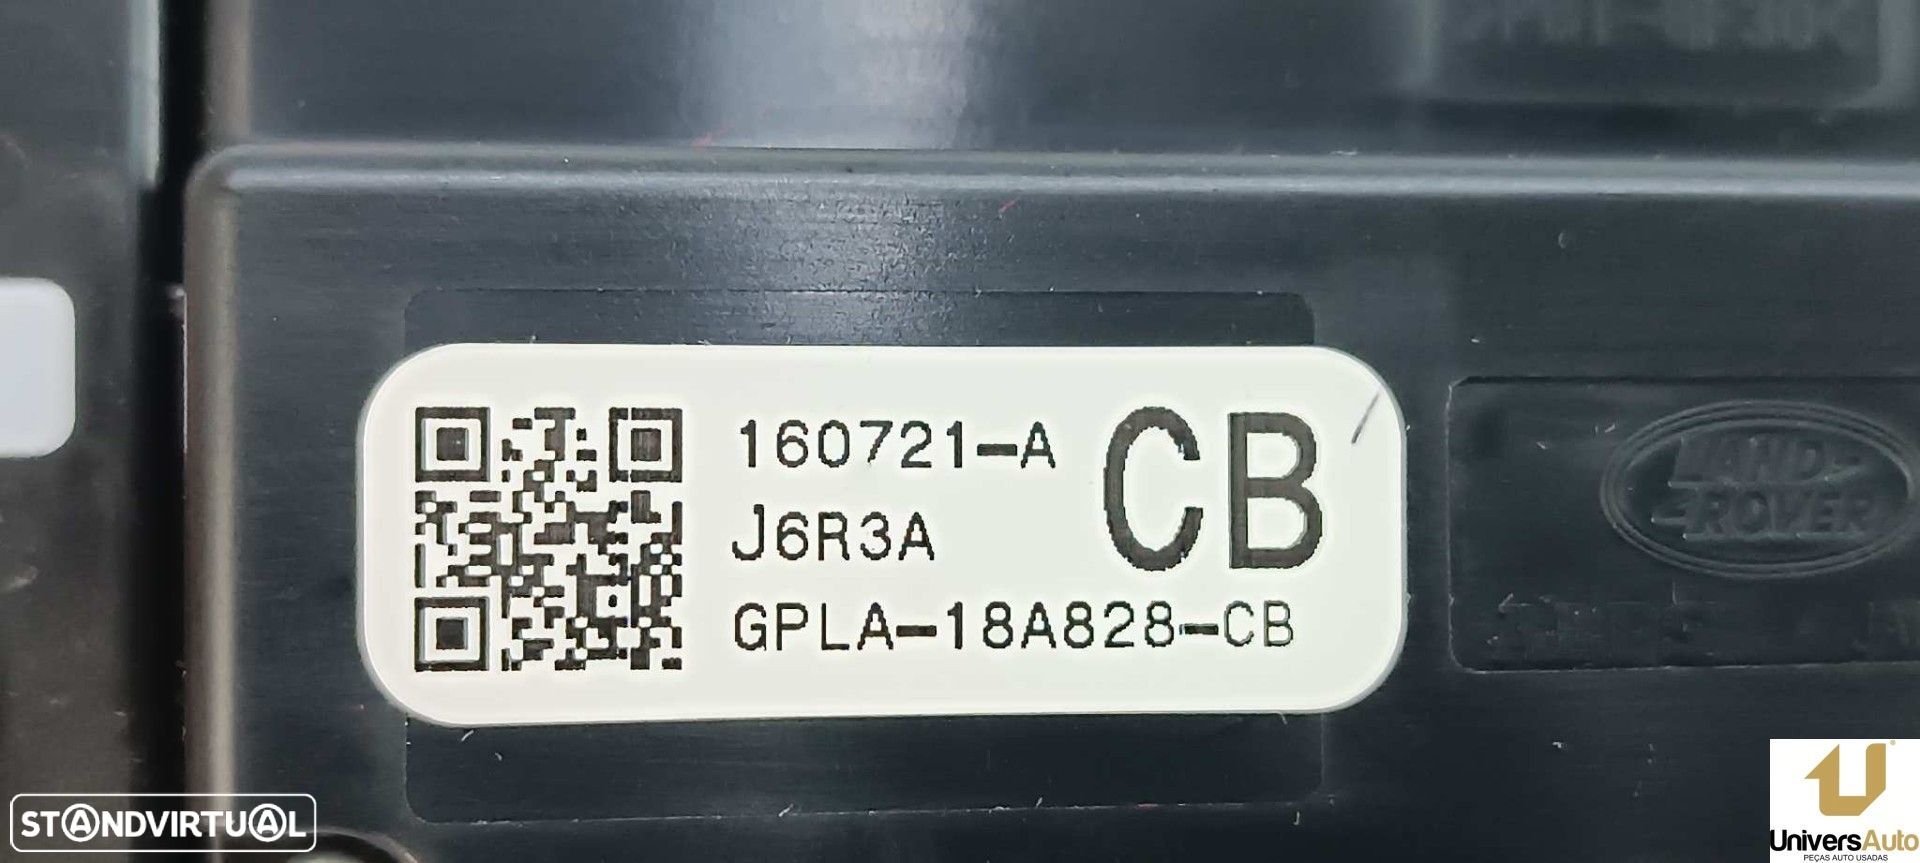 160721-A
CB
J6R3A
GPLA-18A828-CB
LAND-
ROVER
STANDVIRTUAL
UniversAuto
PEÇAS AUTO USADAS